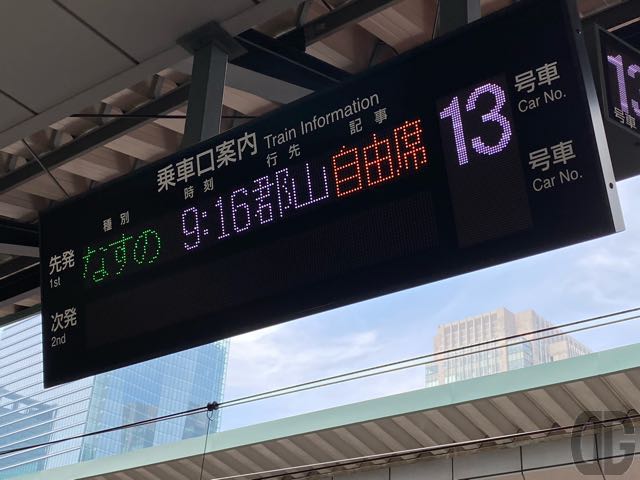 乗車口案内 Train Information
種別 時刻 行先 記事
先発 1st なすの 9:16 郡山 自由席 13 号車 Car No.
次発 2nd 号車 Car No.
13
号車